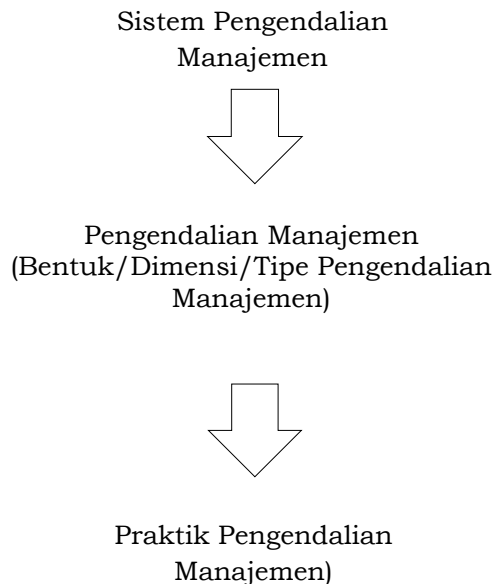 Sistem Pengendalian
Manajemen
Pengendalian Manajemen
(Bentuk/Dimensi/Tipe Pengendalian
Manajemen)
Praktik Pengendalian
Manajemen)